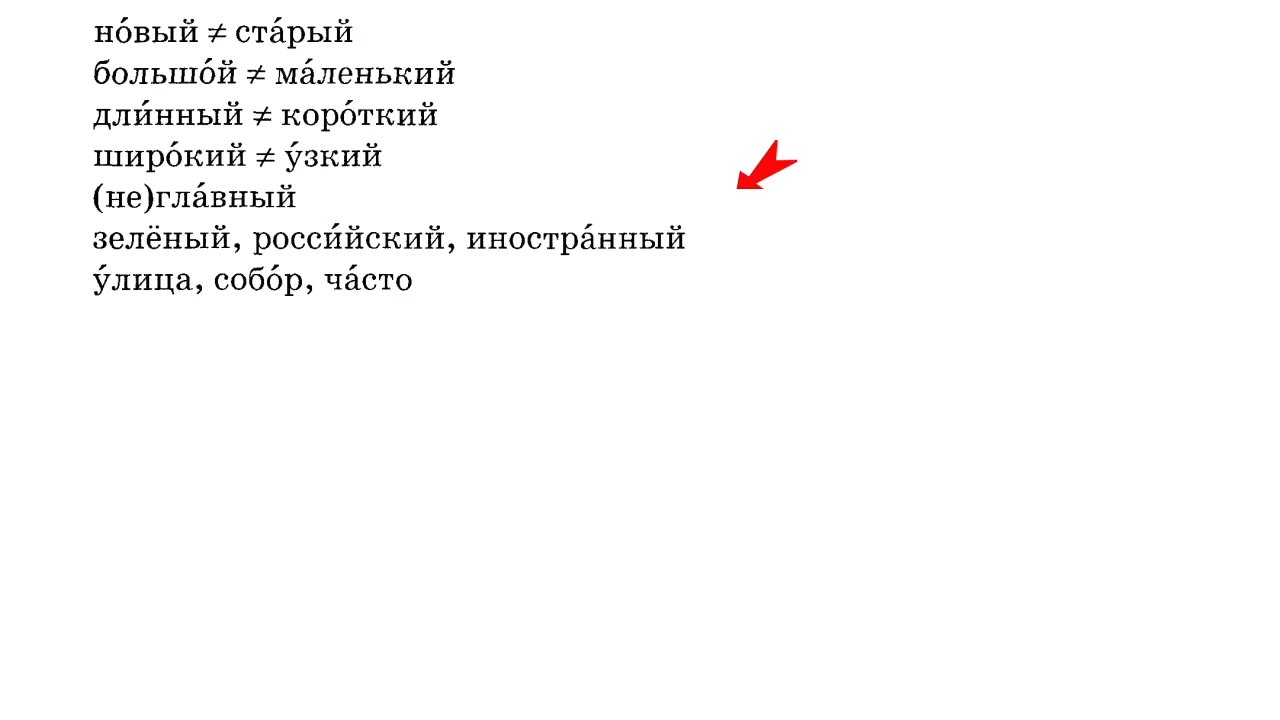 но́вый ≠ ста́рый
большо́й ≠ ма́ленький
дли́нный ≠ коро́ткий
широ́кий ≠ у́зкий
(не)гла́вный
зелёный, росси́йский, иностра́нный
у́лица, собо́р, ча́сто